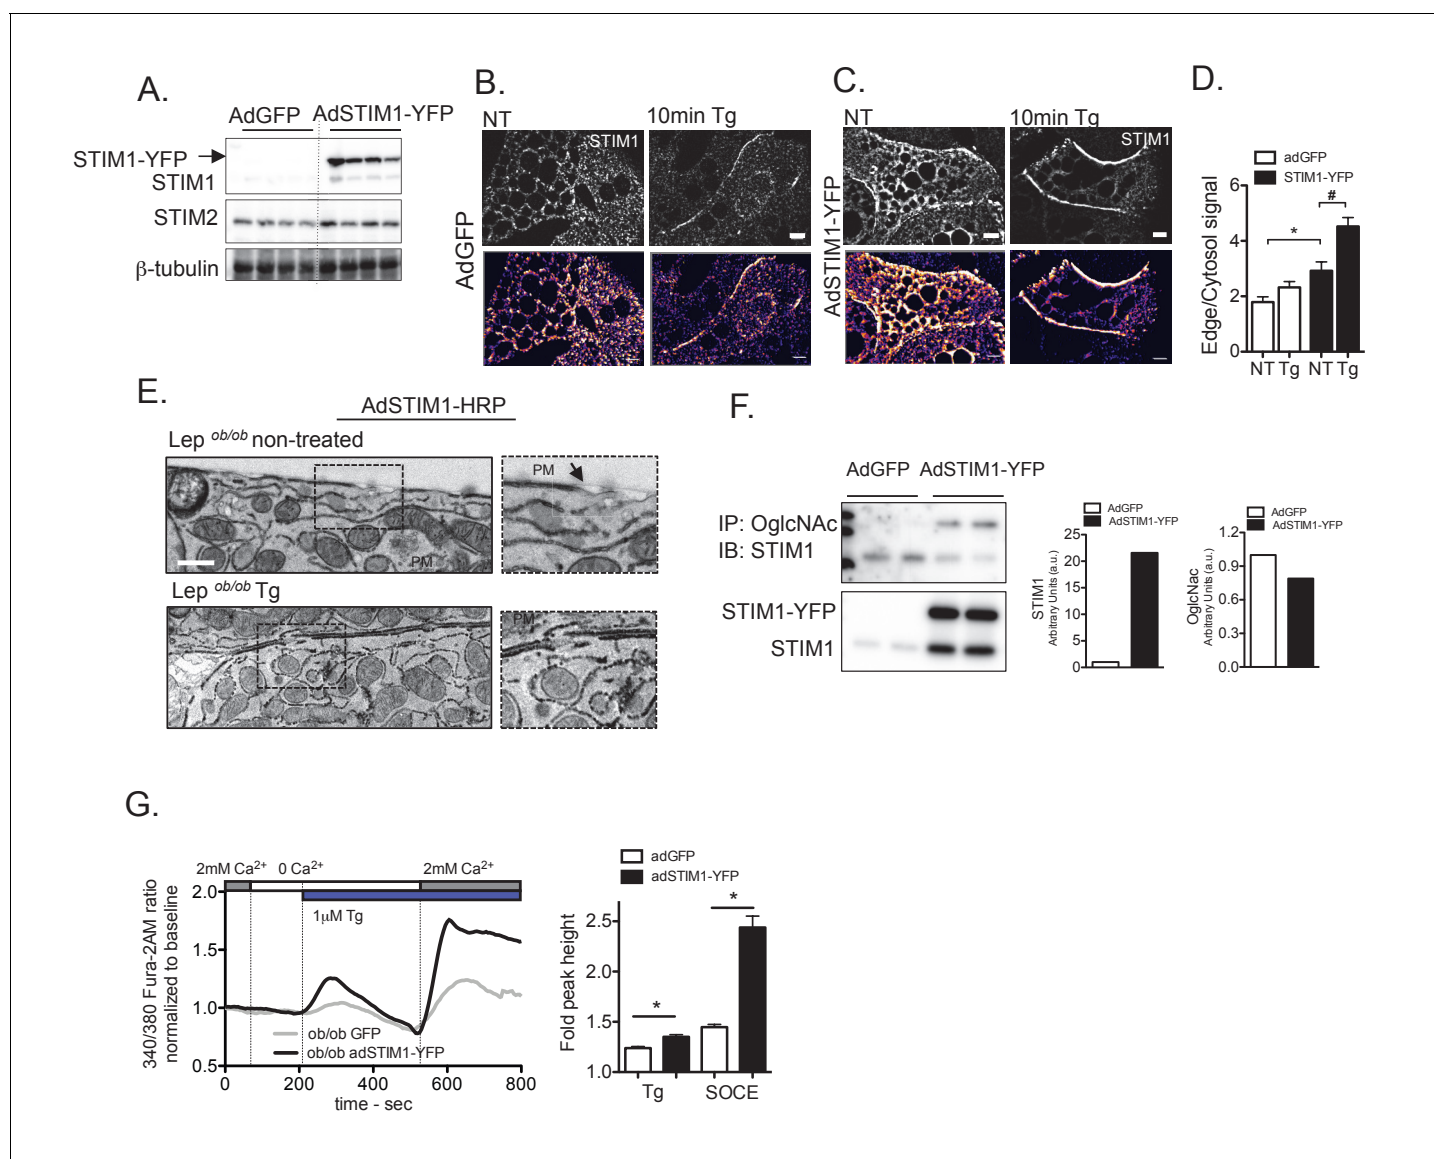 A.
AdGFP
AdSTIM1-YFP
STIM1-YFP
STIM1
STIM2
β-tubulin
B.
NT
10min Tg
STIM1
AdGFP
C.
NT
10min Tg
STIM1
AdSTIM1-YFP
D.
adGFP
STIM1-YFP
6
4
2
0
Edge/Cytosol signal
*
#
NT Tg NT Tg
E.
AdSTIM1-HRP
Lep ob/ob non-treated
PM
PM
Lep ob/ob Tg
PM
F.
AdGFP AdSTIM1-YFP
IP: OglcNAc
IB: STIM1
STIM1-YFP
STIM1
AdGFP
AdSTIM1-YFP
25
20
15
10
5
0
STIM1
Arbitrary Units (a.u.)
AdGFP
AdSTIM1-YFP
1.2
0.9
0.6
0.3
0.0
OglcNac
Arbitrary Units (a.u.)
G.
2mM Ca2+ 0 Ca2+ 2mM Ca2+
1μM Tg
2.0
1.5
1.0
0.5
340/380 Fura-2AM ratio
normalized to baseline
ob/ob GFP
ob/ob adSTIM1-YFP
0 200 400 600 800
time - sec
adGFP
adSTIM1-YFP
2.5
2.0
1.5
1.0
Fold peak height
*
*
Tg SOCE